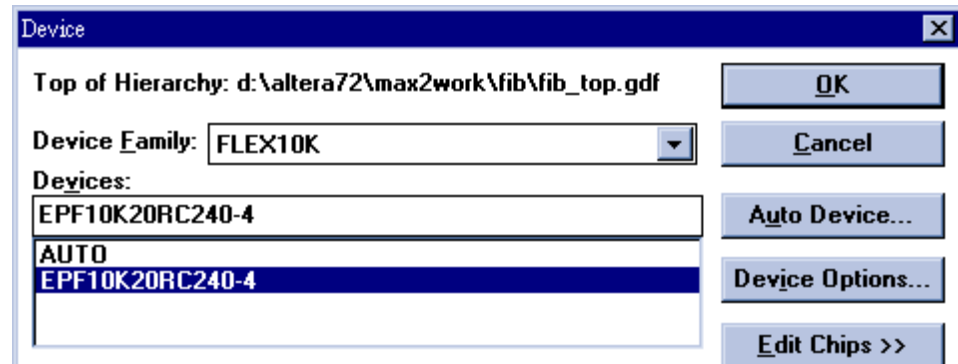 Device
Top of Hierarchy: d:\altera72\max2work\fib\fib_top.gdf
OK
Device Family: FLEX10K
Cancel
Devices:
EPF10K20RC240-4
Auto Device...
AUTO
EPF10K20RC240-4
Device Options...
Edit Chips >>